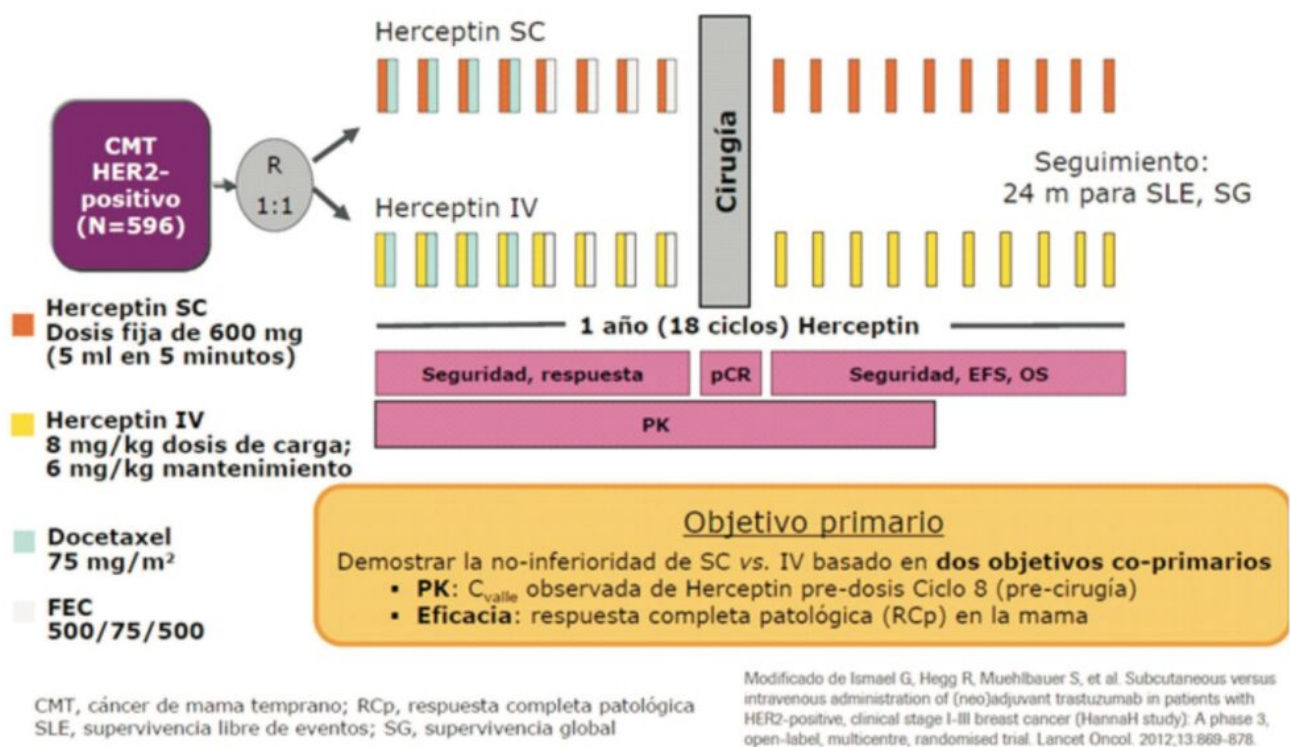 Herceptin SC
CMT
HER2-
positivo
(N=596)
R
1:1
Herceptin IV
Cirugía
Seguimiento:
24 m para SLE, SG
1 año (18 ciclos) Herceptin
Seguridad, respuesta
pCR
Seguridad, EFS, OS
PK
Herceptin SC
Dosis fija de 600 mg
(5 ml en 5 minutos)
Herceptin IV
8 mg/kg dosis de carga;
6 mg/kg mantenimiento
Docetaxel
75 mg/m²
FEC
500/75/500
Objetivo primario
Demostrar la no-inferioridad de SC vs. IV basado en dos objetivos co-primarios
▪ PK: Cvalle observada de Herceptin pre-dosis Ciclo 8 (pre-cirugía)
▪ Eficacia: respuesta completa patológica (RCp) en la mama
CMT, cáncer de mama temprano; RCp, respuesta completa patológica
SLE, supervivencia libre de eventos; SG, supervivencia global
Modificado de Ismael G, Hegg R, Muehlbauer S, et al. Subcutaneous versus
intravenous administration of (neo)adjuvant trastuzumab in patients with
HER2-positive, clinical stage I-III breast cancer (HannaH study): A phase 3,
open-label, multicentre, randomised trial. Lancet Oncol. 2012;13:869-878.